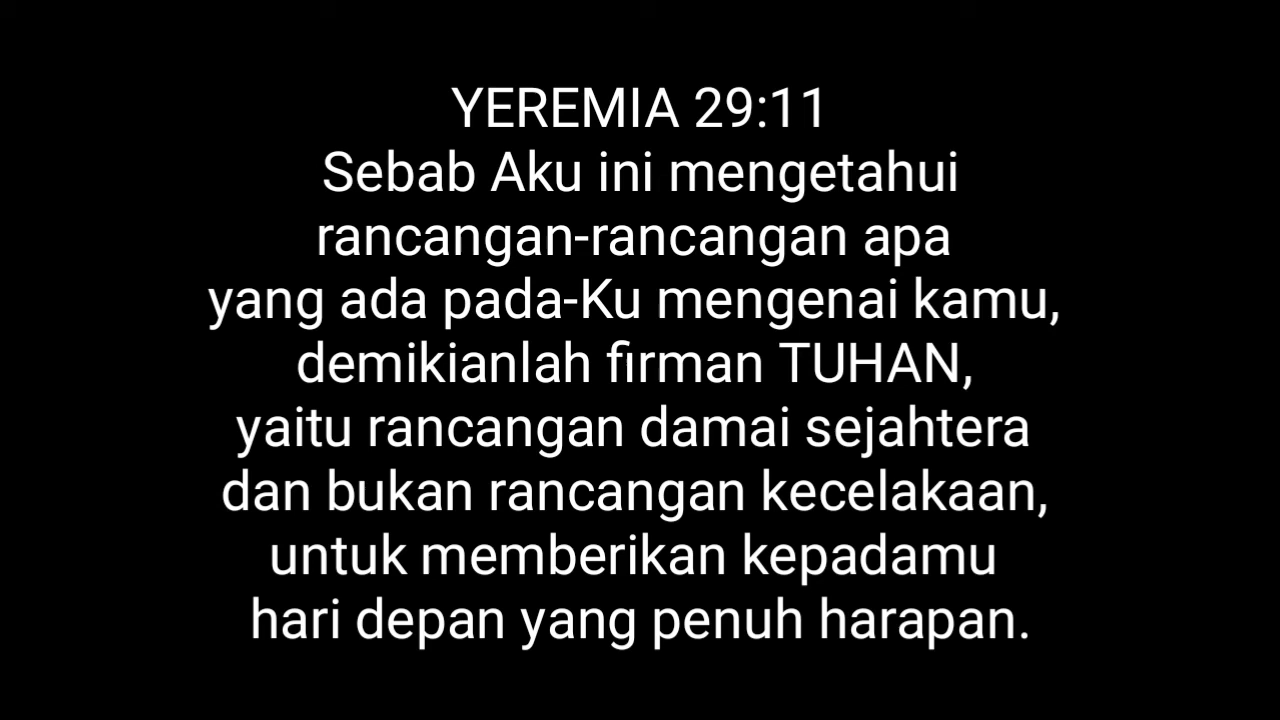 YEREMIA 29:11
Sebab Aku ini mengetahui
rancangan-rancangan apa
yang ada pada-Ku mengenai kamu,
demikianlah firman TUHAN,
yaitu rancangan damai sejahtera
dan bukan rancangan kecelakaan,
untuk memberikan kepadamu
hari depan yang penuh harapan.